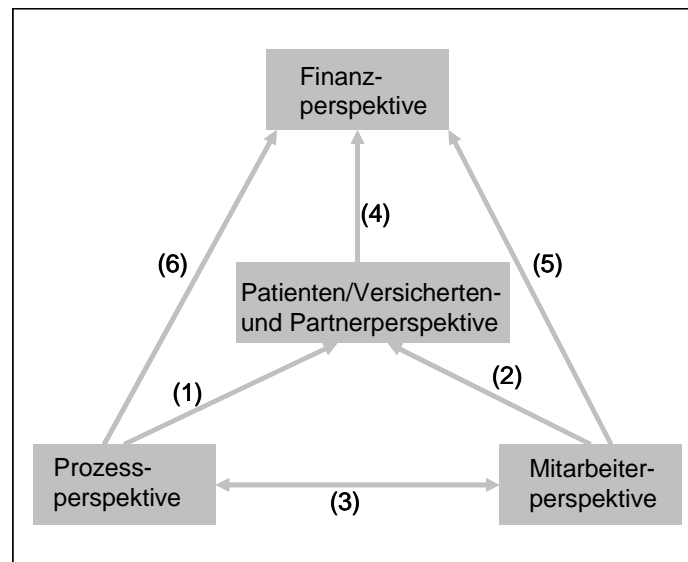 Finanz-
perspektive
(4)
(6)
(5)
Patienten/Versicherten-
und Partnerperspektive
(1)
(2)
Prozess-
perspektive
(3)
Mitarbeiter-
perspektive